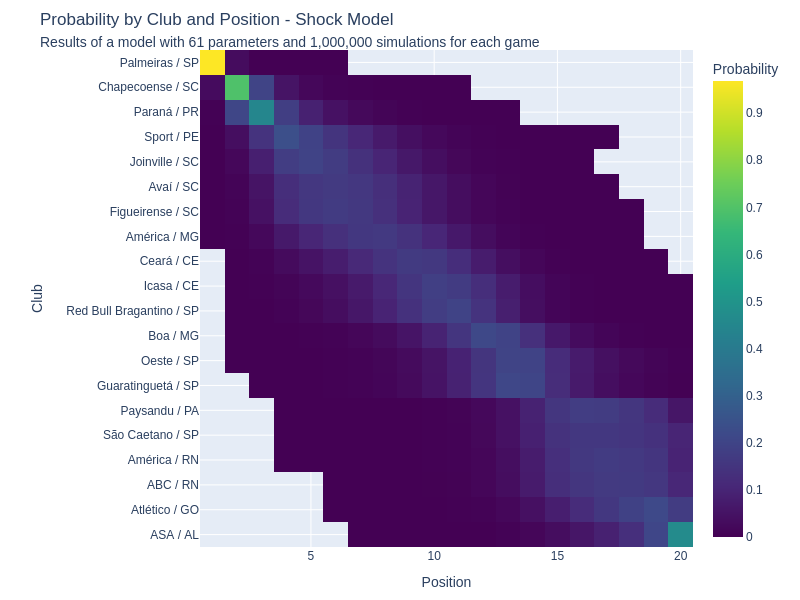 Probability by Club and Position - Shock Model
Results of a model with 61 parameters and 1,000,000 simulations for each game
Probability
Palmeiras / SP
Chapecoense / SC
Paraná / PR
Sport / PE
Joinville / SC
Avaí / SC
Figueirense / SC
América / MG
Ceará / CE
Icasa / CE
Red Bull Bragantino / SP
Boa / MG
Oeste / SP
Guaratinguetá / SP
Paysandu / PA
São Caetano / SP
América / RN
ABC / RN
Atlético / GO
ASA / AL
Club
5
10
15
20
Position
0.9
0.8
0.7
0.6
0.5
0.4
0.3
0.2
0.1
0